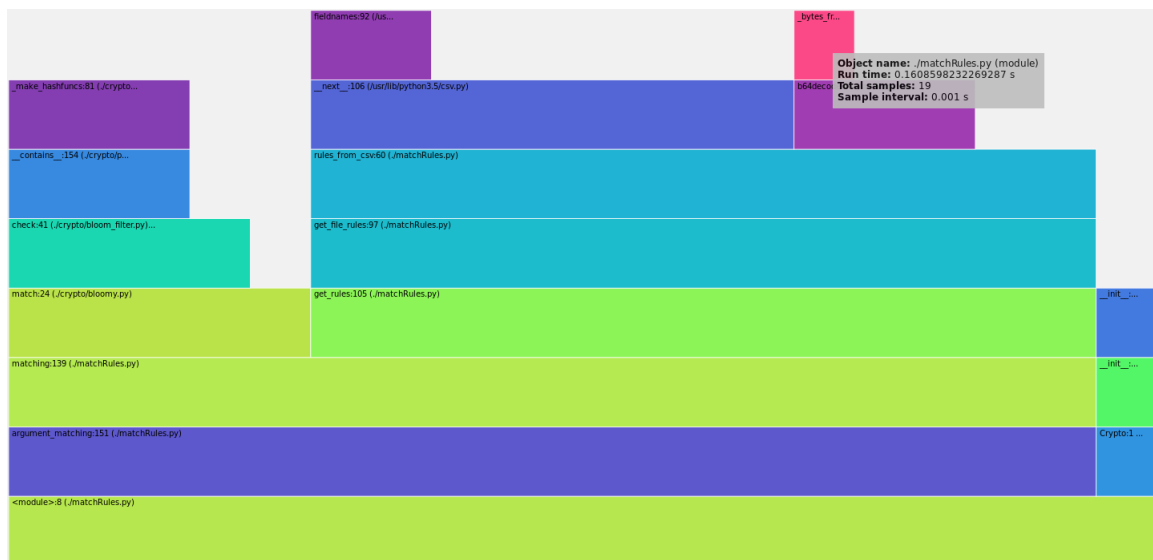 fieldnames:92 (/us...
_bytes_fr...
Object name: ./matchRules.py (module)
Run time: 0.1608598232269287 s
Total samples: 19
Sample interval: 0.001 s
_make_hashfuncs:81 (./crypto...
__next__:106 (/usr/lib/python3.5/csv.py)
b64deco
__contains__:154 (./crypto/p...
rules_from_csv:60 (./matchRules.py)
check:41 (./crypto/bloom_filter.py)...
get_file_rules:97 (./matchRules.py)
match:24 (./crypto/bloomy.py)
get_rules:105 (./matchRules.py)
__init__:...
matching:139 (./matchRules.py)
__init__:...
argument_matching:151 (./matchRules.py)
Crypto:1 ...
<module>:8 (./matchRules.py)